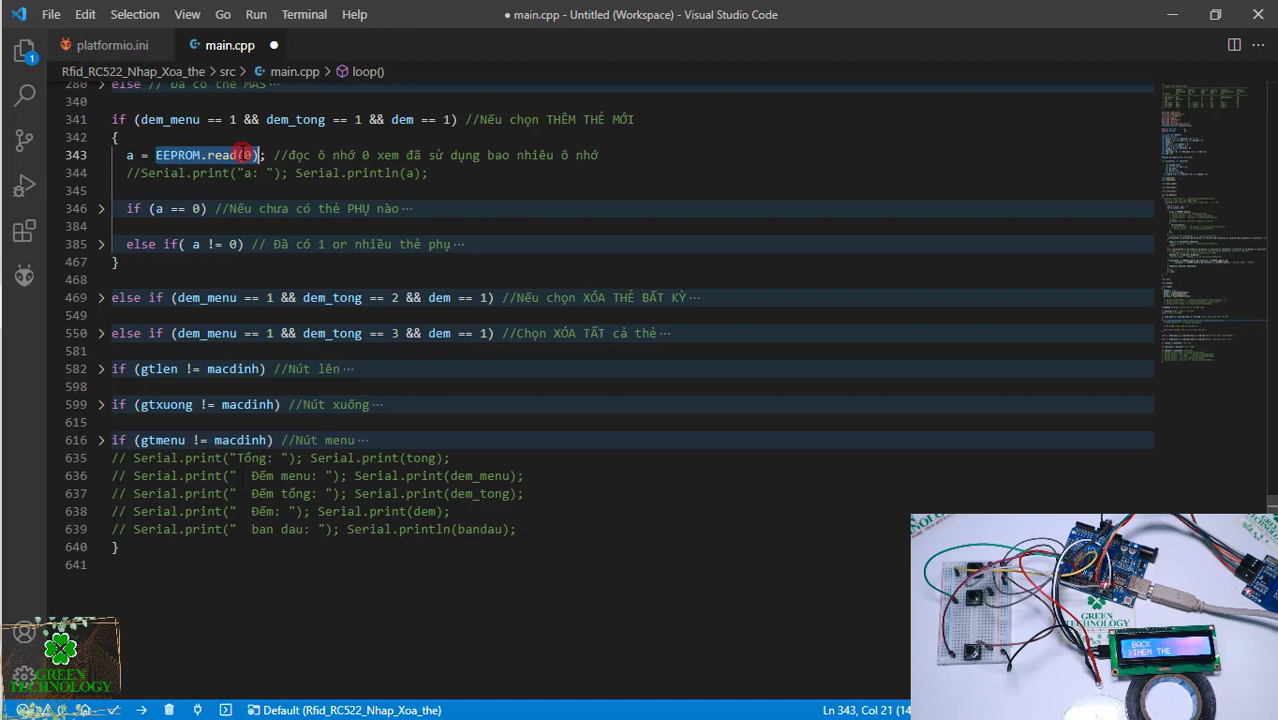 File Edit Selection View Go Run Terminal Help
● main.cpp - Untitled (Workspace) - Visual Studio Code
platformio.ini main.cpp
Rfid_RC522_Nhap_Xoa_the > src > main.cpp > loop()
280 else // Đã có thẻ MAS ···
340
341 if (dem_menu == 1 && dem_tong == 1 && dem == 1) //Nếu chọn THÊM THẺ MỚI
342 {
343 a = EEPROM.read(0); //đọc ô nhớ 0 xem đã sử dụng bao nhiêu ô nhớ
344 //Serial.print("a: "); Serial.println(a);
345
346 if (a == 0) //Nếu chưa có thẻ PHỤ nào ···
384
385 else if( a != 0) // Đã có 1 or nhiều thẻ phụ ···
467 }
468
469 else if (dem_menu == 1 && dem_tong == 2 && dem == 1) //Nếu chọn XÓA THẺ BẤT KỲ ···
549
550 else if (dem_menu == 1 && dem_tong == 3 && dem == 1) //Chọn XÓA TẤT cả thẻ ···
581
582 if (gtlen != macdinh) //Nút lên ···
598
599 if (gtxuong != macdinh) //Nút xuống ···
615
616 if (gtmenu != macdinh) //Nút menu ···
635 // Serial.print("Tổng: "); Serial.print(tong);
636 // Serial.print(" Đếm menu: "); Serial.print(dem_menu);
637 // Serial.print(" Đếm tổng: "); Serial.print(dem_tong);
638 // Serial.print(" Đếm: "); Serial.print(dem);
639 // Serial.print(" ban dau: "); Serial.println(bandau);
640 }
641
GREEN
TECHNOLOGY
BACK
>THEM THE
GREEN
TECHNOLOGY
Default (Rfid_RC522_Nhap_Xoa_the) Ln 343, Col 21